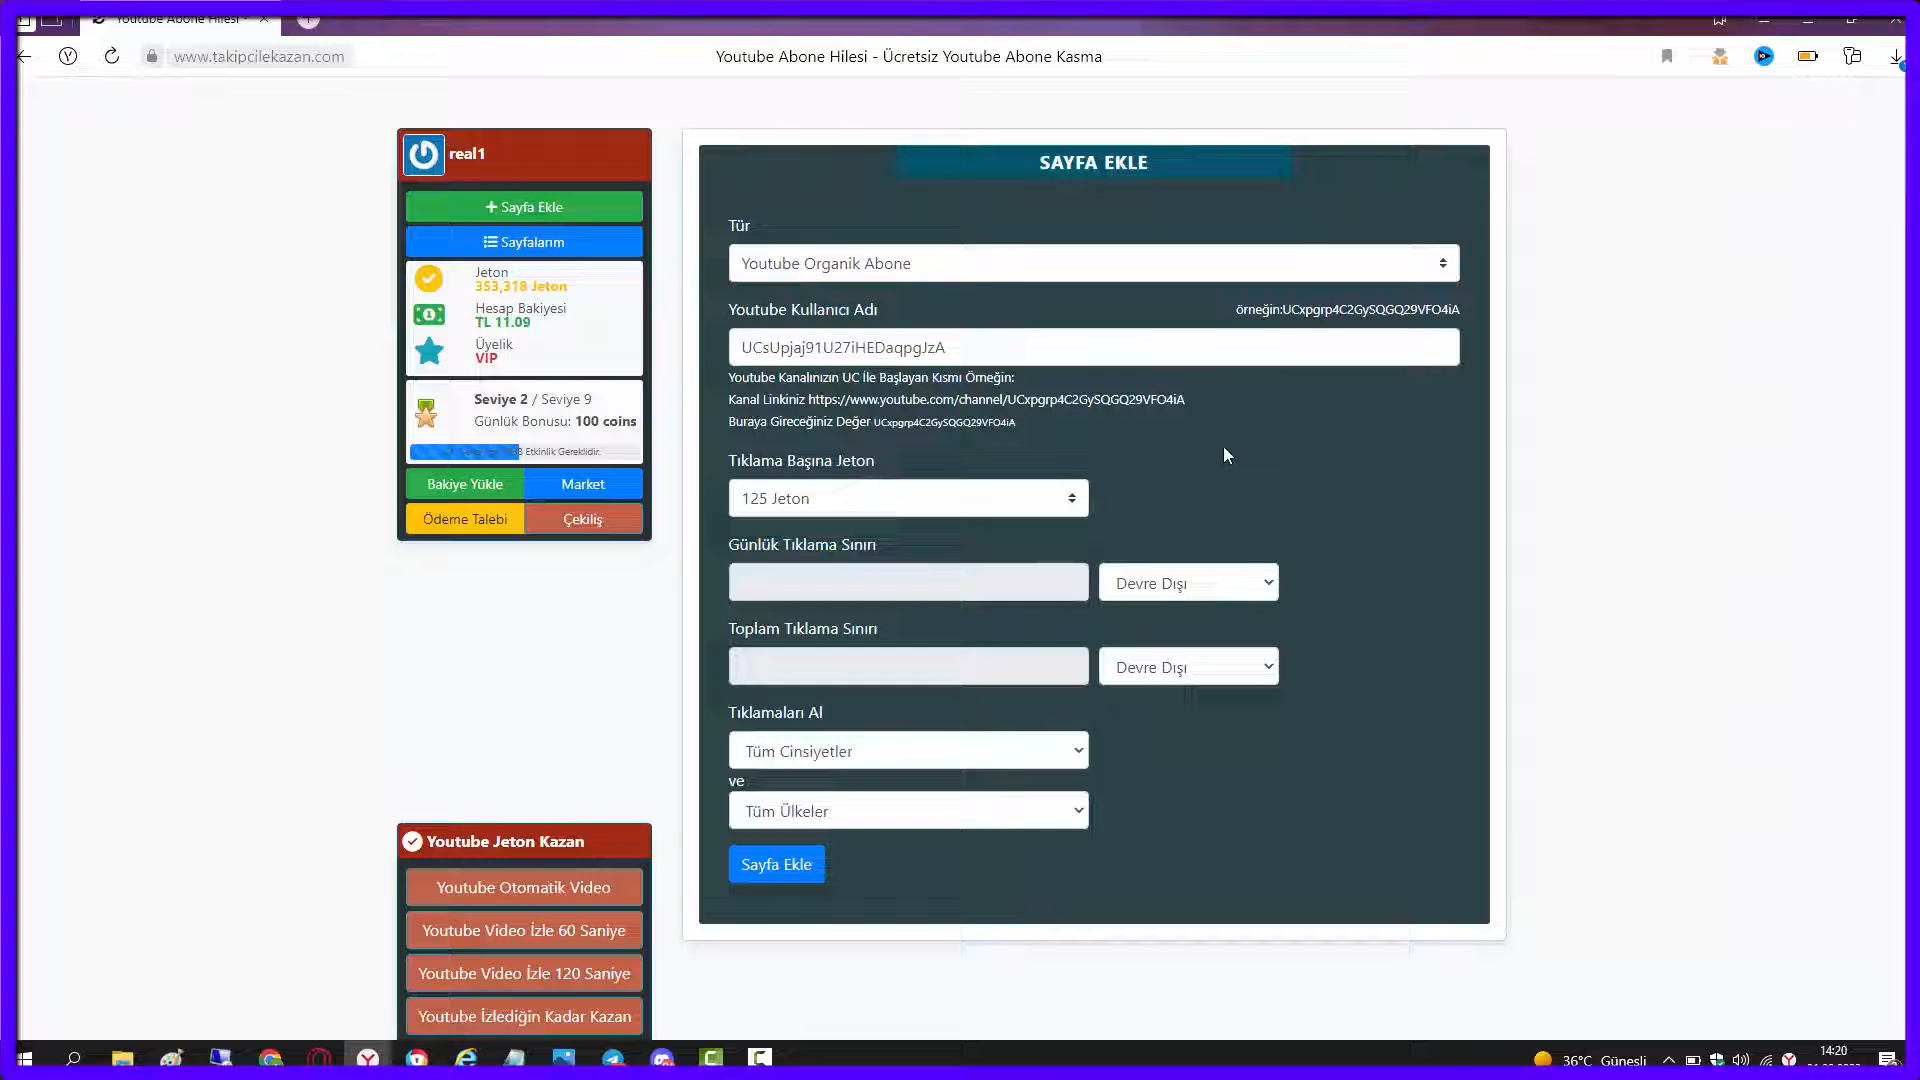 Youtube Abone Hilesi -
www.takipcilekazan.com
Youtube Abone Hilesi - Ücretsiz Youtube Abone Kasma
real1
Sayfa Ekle
Sayfalarım
Jeton
353,318 Jeton
Hesap Bakiyesi
TL 11.09
Üyelik
VIP
Seviye 2 / Seviye 9
Günlük Bonusu: 100 coins
Etkinlik Gereklidir.
Bakiye Yükle
Market
Ödeme Talebi
Çekiliş
Youtube Jeton Kazan
Youtube Otomatik Video
Youtube Video İzle 60 Saniye
Youtube Video İzle 120 Saniye
Youtube İzlediğin Kadar Kazan
SAYFA EKLE
Tür
Youtube Organik Abone
Youtube Kullanıcı Adı
örneğin:UCxpgrp4C2GySQGQ29VFO4iA
UCsUpjaj91U27iHEDaqpgJzA
Youtube Kanalınızın UC İle Başlayan Kısmı Örneğin:
Kanal Linkiniz https://www.youtube.com/channel/UCxpgrp4C2GySQGQ29VFO4iA
Buraya Gireceğiniz Değer UCxpgrp4C2GySQGQ29VFO4iA
Tıklama Başına Jeton
125 Jeton
Günlük Tıklama Sınırı
Devre Dışı
Toplam Tıklama Sınırı
Devre Dışı
Tıklamaları Al
Tüm Cinsiyetler
ve
Tüm Ülkeler
Sayfa Ekle
36°C Güneşli
14:20